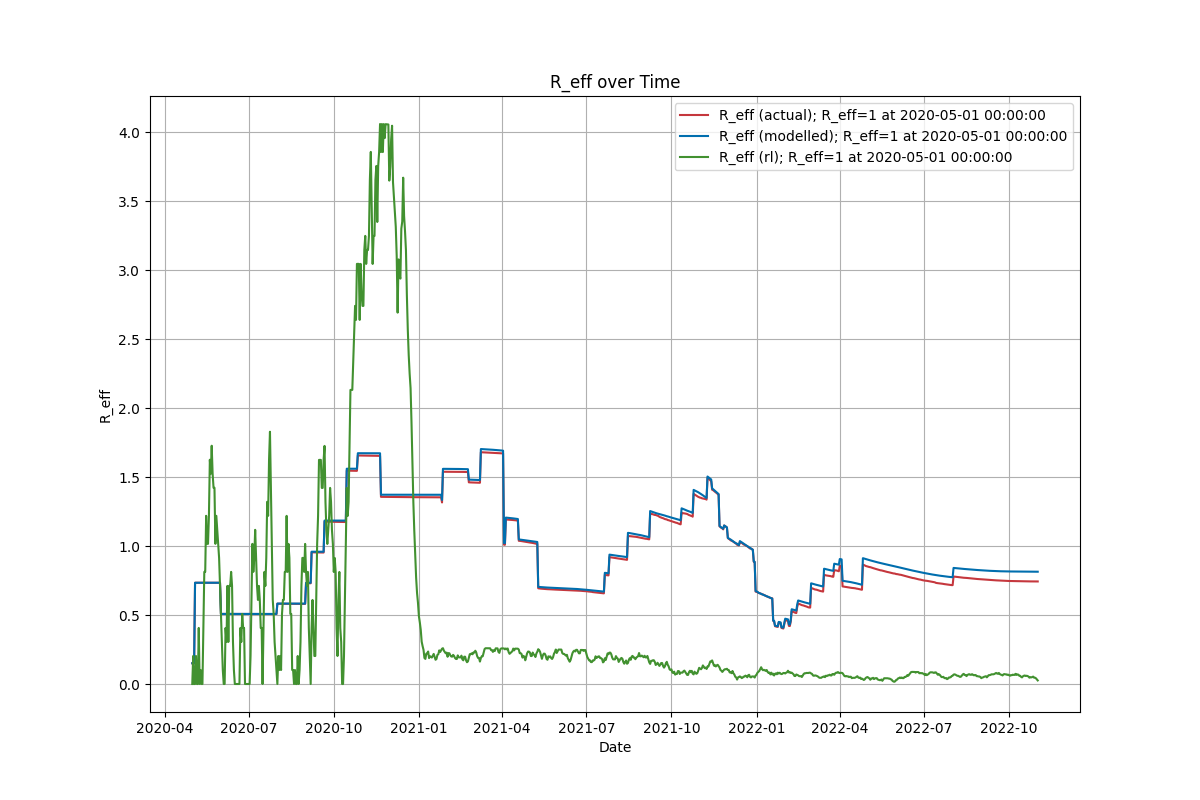 R_eff over Time
R_eff (actual); R_eff=1 at 2020-05-01 00:00:00
R_eff (modelled); R_eff=1 at 2020-05-01 00:00:00
R_eff (rl); R_eff=1 at 2020-05-01 00:00:00
4.0
3.5
3.0
2.5
2.0
1.5
1.0
0.5
0.0
R_eff
2020-04 2020-07 2020-10 2021-01 2021-04 2021-07 2021-10 2022-01 2022-04 2022-07 2022-10
Date